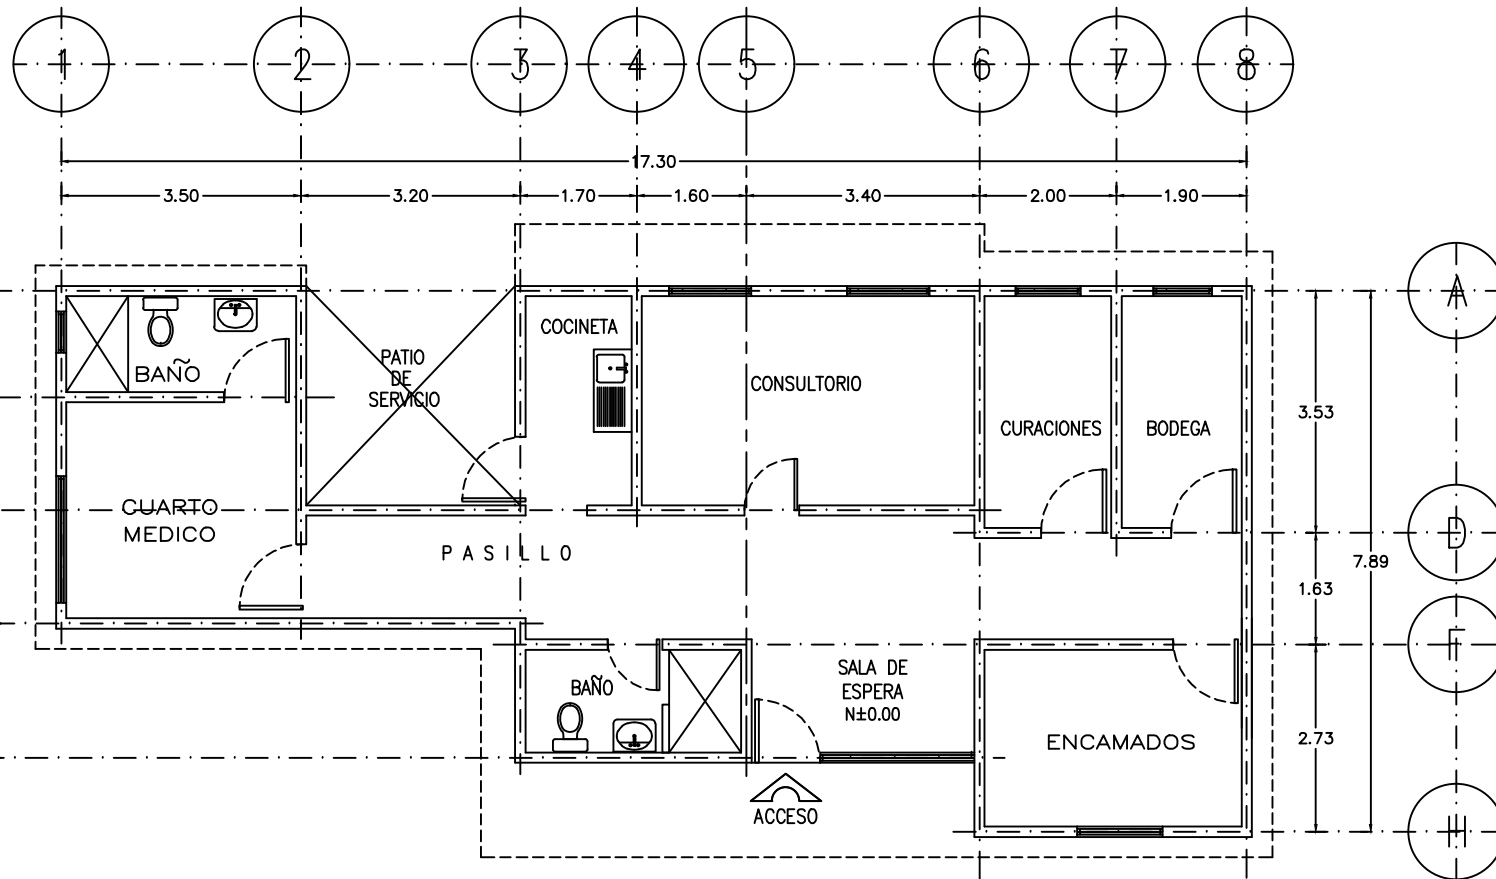 1 2 3 4 5 6 7 8
17.30
3.50 3.20 1.70 1.60 3.40 2.00 1.90
A
COCINETA
BAÑO
PATIO
DE
SERVICIO
CONSULTORIO
3.53
CURACIONES
BODEGA
CUARTO
MEDICO
D
PASILLO
7.89
1.63
F
SALA DE
ESPERA
N±0.00
BAÑO
ENCAMADOS
2.73
ACCESO
H